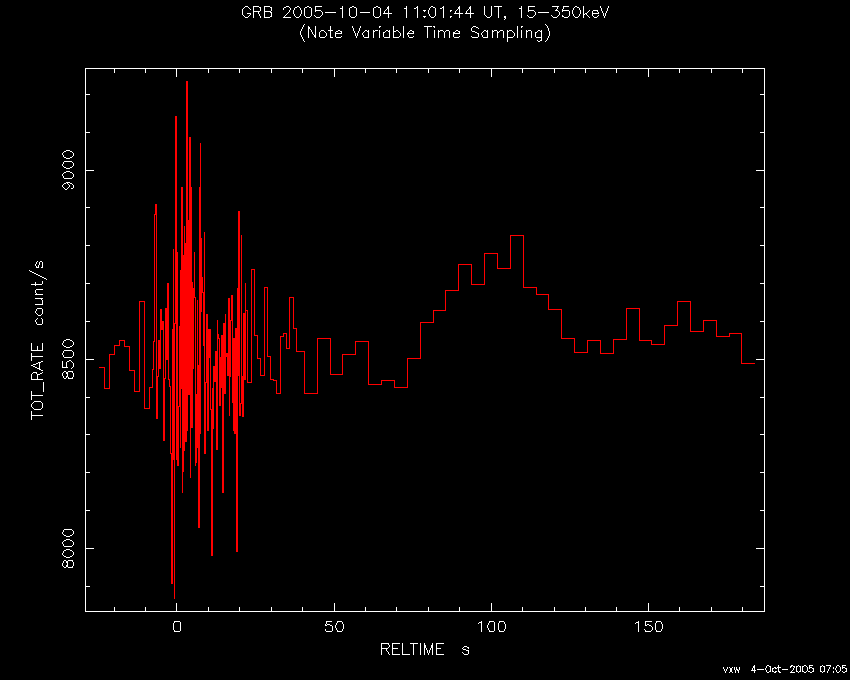 GRB 2005-10-04 11:01:44 UT, 15-350keV
(Note Variable Time Sampling)
TOT_RATE count/s
9000
8500
8000
0 50 100 150
RELTIME s
vxw 4-Oct-2005 07:05